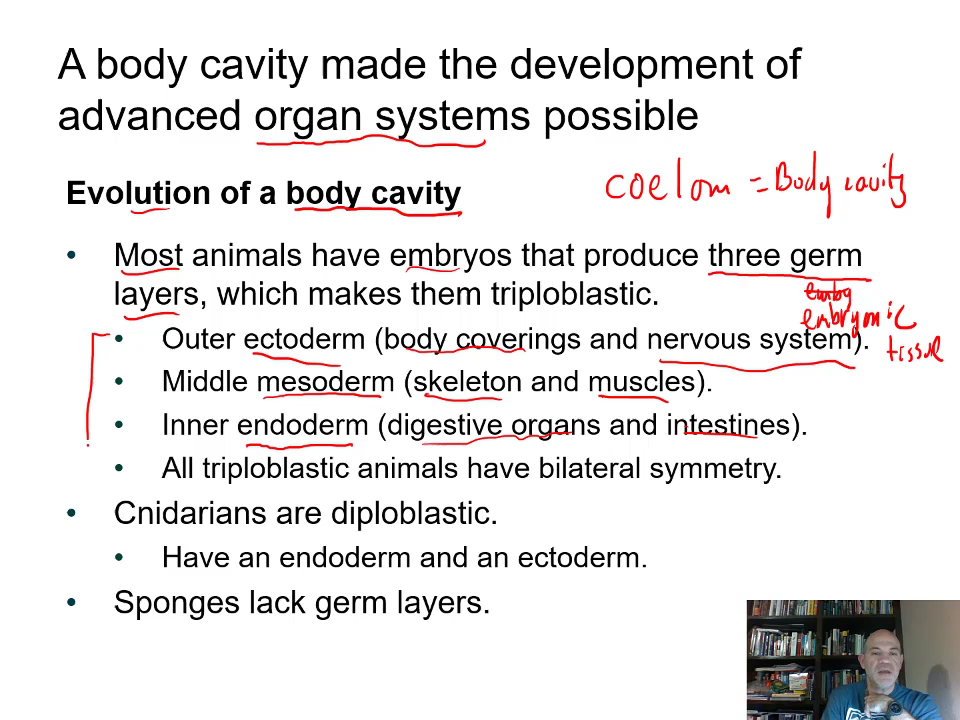 A body cavity made the development of
advanced organ systems possible
Evolution of a body cavity
coelom = Body cavity
• Most animals have embryos that produce three germ
layers, which makes them triploblastic.
emby
embryonic
tissue
• Outer ectoderm (body coverings and nervous system).
• Middle mesoderm (skeleton and muscles).
• Inner endoderm (digestive organs and intestines).
• All triploblastic animals have bilateral symmetry.
• Cnidarians are diploblastic.
• Have an endoderm and an ectoderm.
• Sponges lack germ layers.